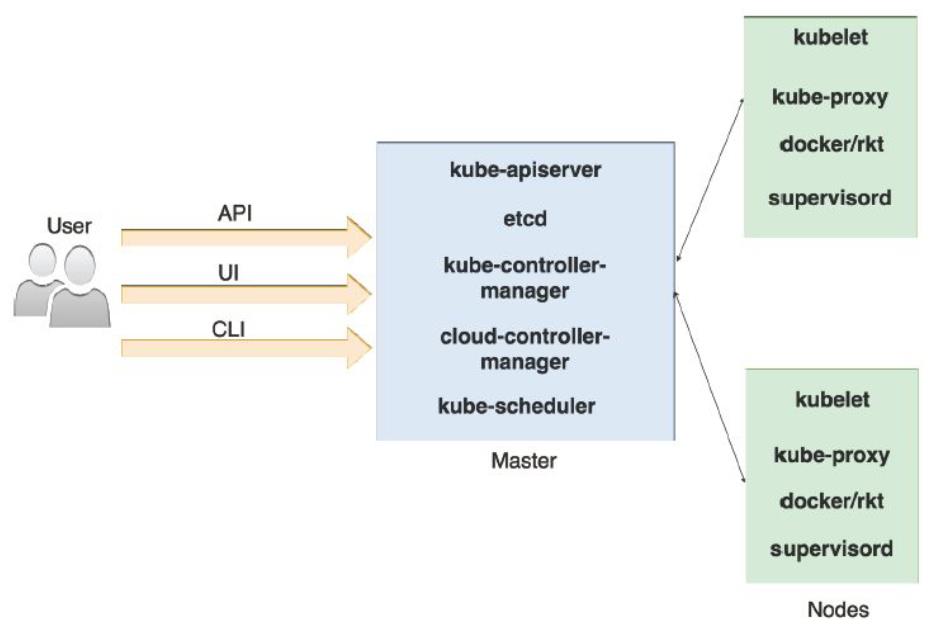 User
API
UI
CLI
kube-apiserver
etcd
kube-controller-
manager
cloud-controller-
manager
kube-scheduler
Master
kubelet
kube-proxy
docker/rkt
supervisord
kubelet
kube-proxy
docker/rkt
supervisord
Nodes